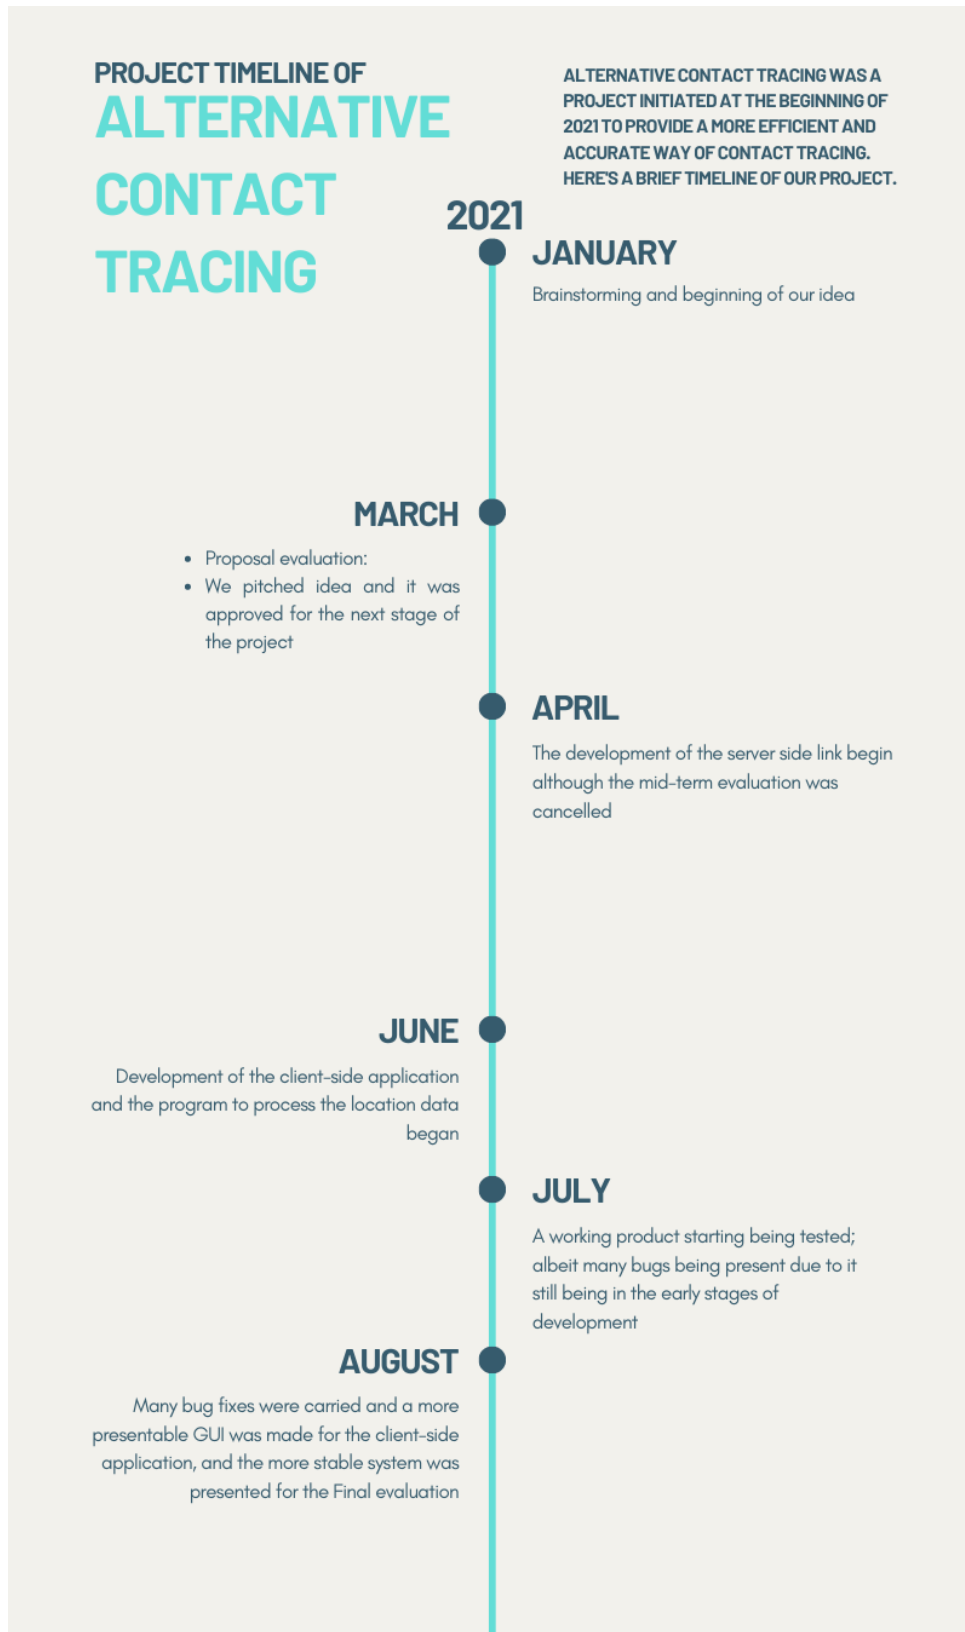 PROJECT TIMELINE OF
ALTERNATIVE
CONTACT
TRACING
ALTERNATIVE CONTACT TRACING WAS A
PROJECT INITIATED AT THE BEGINNING OF
2021 TO PROVIDE A MORE EFFICIENT AND
ACCURATE WAY OF CONTACT TRACING.
HERE'S A BRIEF TIMELINE OF OUR PROJECT.
2021
JANUARY
Brainstorming and beginning of our idea
MARCH
• Proposal evaluation:
• We pitched idea and it was
approved for the next stage of
the project
APRIL
The development of the server side link begin
although the mid-term evaluation was
cancelled
JUNE
Development of the client-side application
and the program to process the location data
began
JULY
A working product starting being tested;
albeit many bugs being present due to it
still being in the early stages of
development
AUGUST
Many bug fixes were carried and a more
presentable GUI was made for the client-side
application, and the more stable system was
presented for the Final evaluation